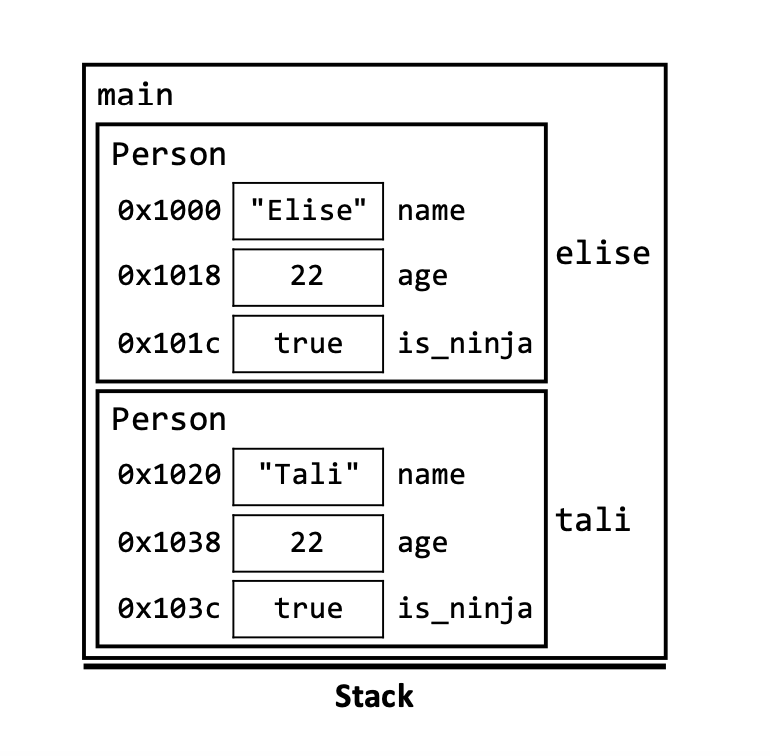 main
Person
0x1000 "Elise" name
elise
0x1018 22 age
0x101c true is_ninja
Person
0x1020 "Tali" name
tali
0x1038 22 age
0x103c true is_ninja
Stack